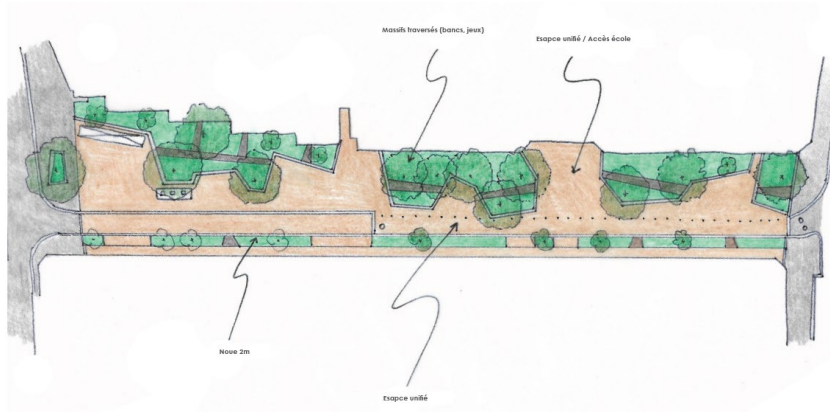 Massifs traversés (bancs, jeux)
Esapce unifié / Accès école
Noue 2m
Esapce unifié